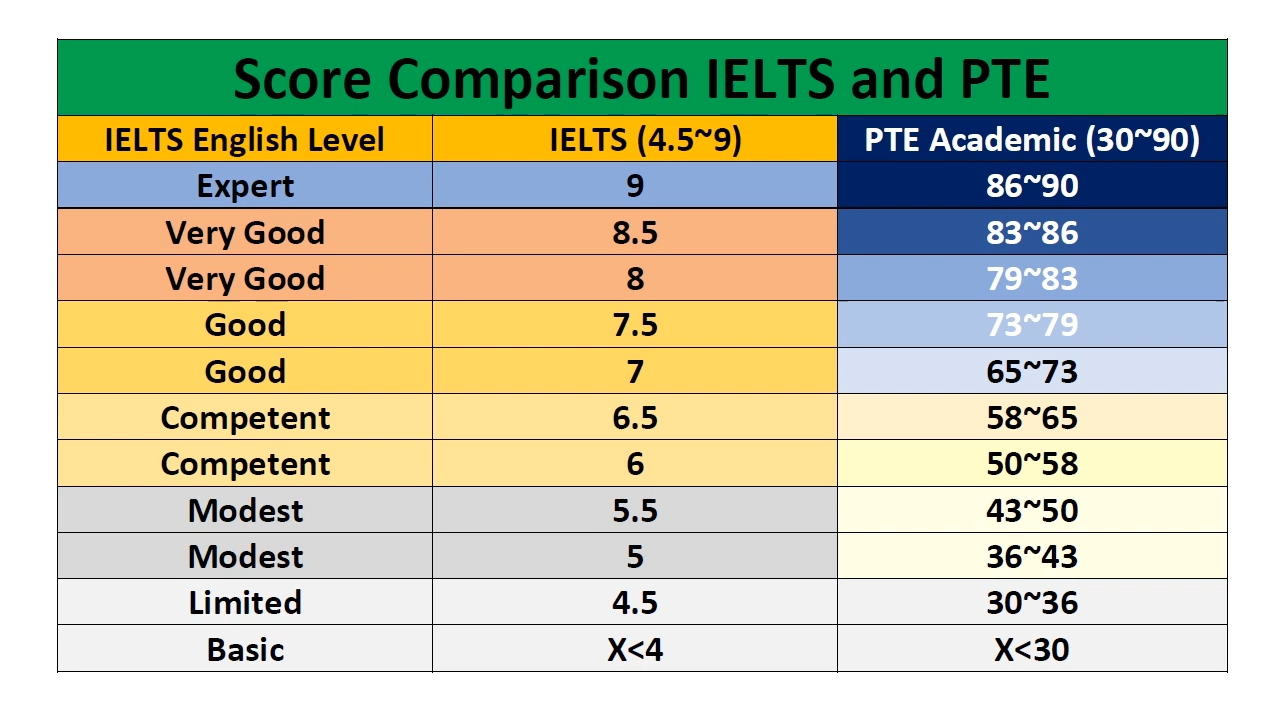 Score Comparison IELTS and PTE
IELTS English Level IELTS (4.5~9) PTE Academic (30~90)
Expert 9 86~90
Very Good 8.5 83~86
Very Good 8 79~83
Good 7.5 73~79
Good 7 65~73
Competent 6.5 58~65
Competent 6 50~58
Modest 5.5 43~50
Modest 5 36~43
Limited 4.5 30~36
Basic X<4 X<30